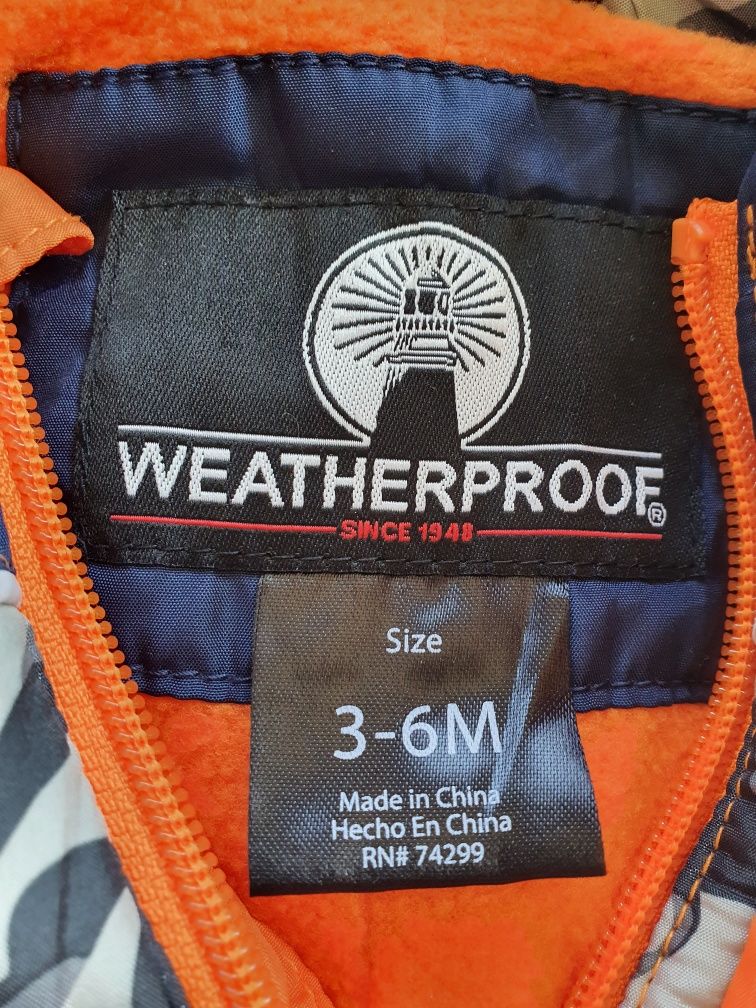 WEATHERPROOF®
SINCE 1948
Size
3-6M
Made in China
Hecho En China
RN# 74299